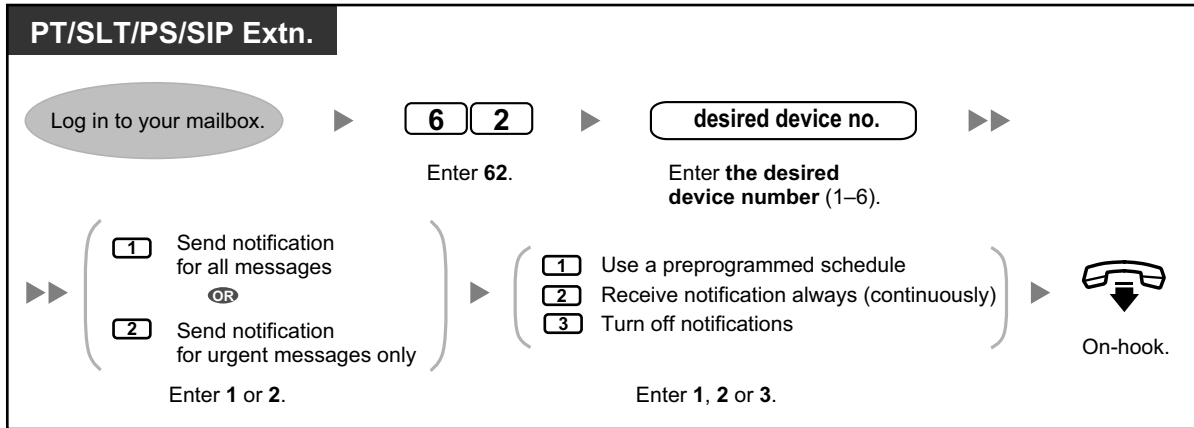 PT/SLT/PS/SIP Extn.
Log in to your mailbox.
6 2
desired device no.
Enter 62.
Enter the desired
device number (1–6).
1 Send notification
for all messages
OR
2 Send notification
for urgent messages only
Enter 1 or 2.
1 Use a preprogrammed schedule
2 Receive notification always (continuously)
3 Turn off notifications
Enter 1, 2 or 3.
On-hook.